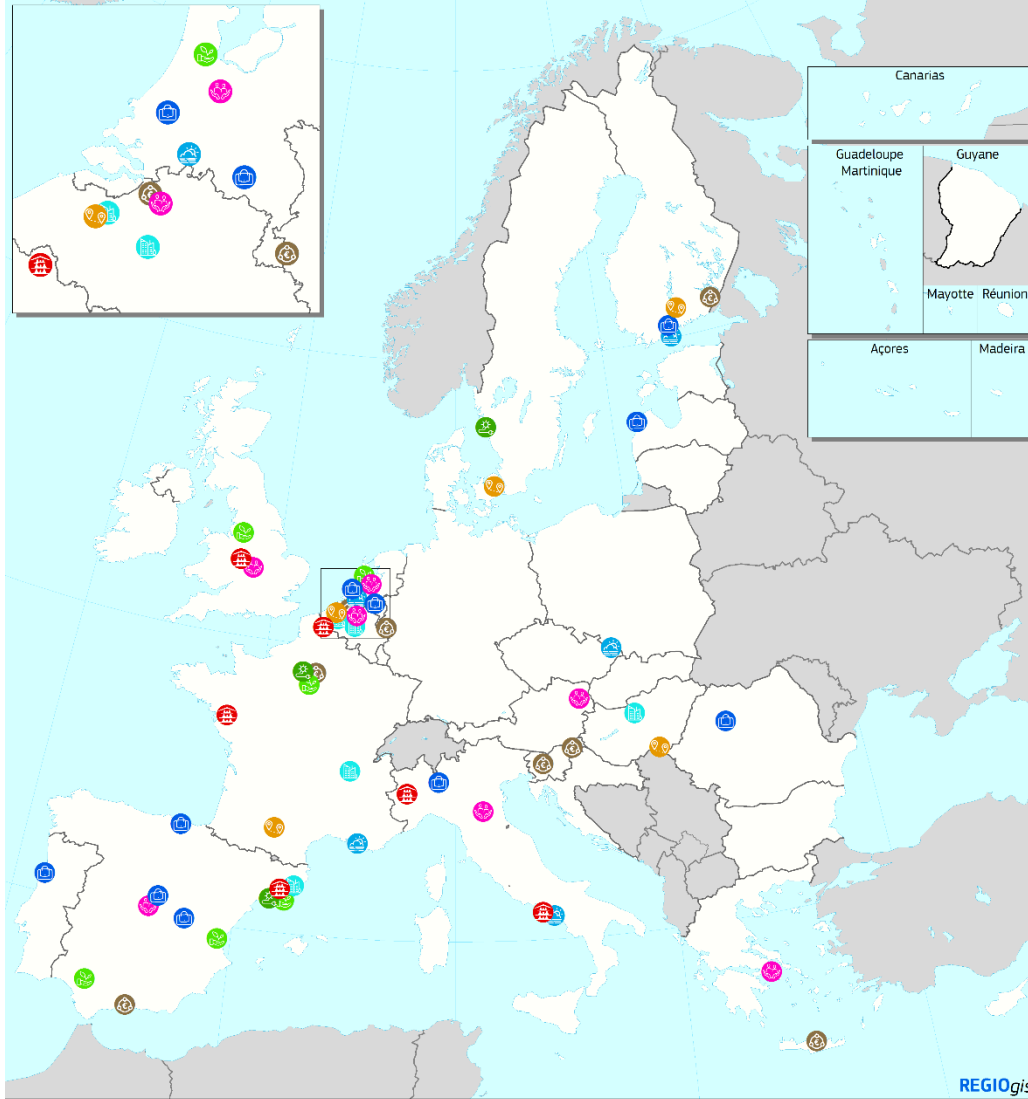 Canarias
Guadeloupe
Martinique
Guyane
Mayotte
Réunion
Açores
Madeira
REGIOgis